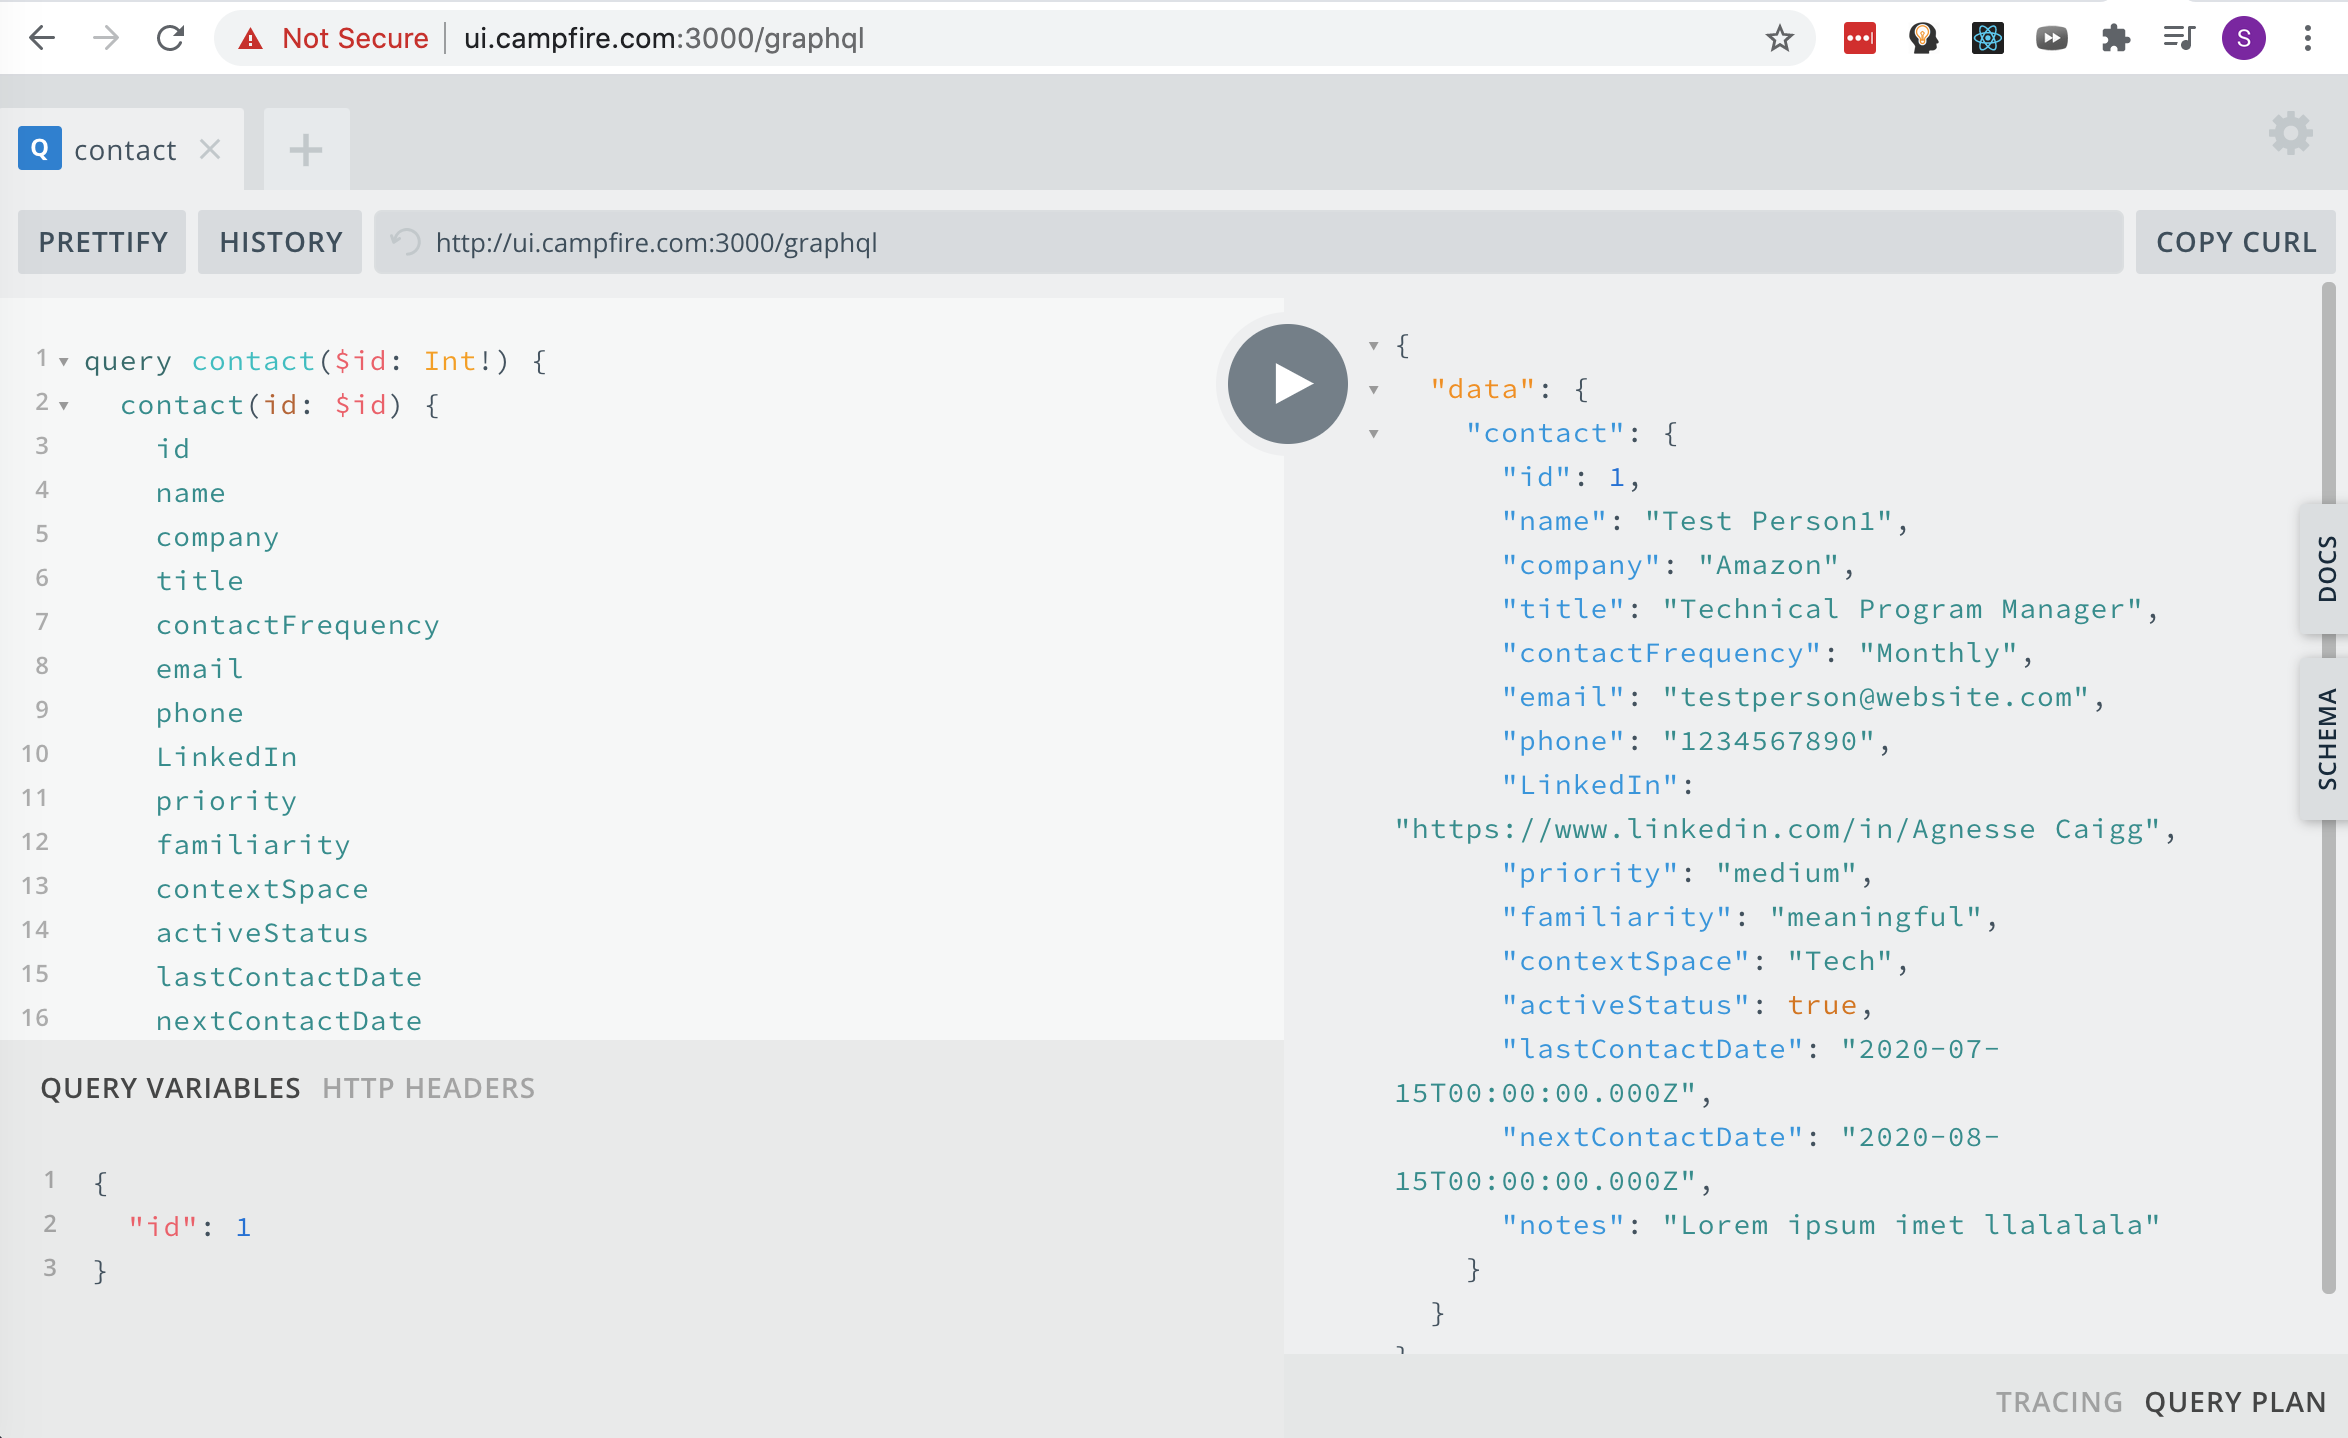 Not Secure ui.campfire.com:3000/graphql
S
Q contact
PRETTIFY HISTORY http://ui.campfire.com:3000/graphql COPY CURL
1 query contact($id: Int!) {
2 contact(id: $id) {
3 id
4 name
5 company
6 title
7 contactFrequency
8 email
9 phone
10 LinkedIn
11 priority
12 familiarity
13 contextSpace
14 activeStatus
15 lastContactDate
16 nextContactDate
QUERY VARIABLES HTTP HEADERS
1 {
2 "id": 1
3 }
{
"data": {
"contact": {
"id": 1,
"name": "Test Person1",
"company": "Amazon",
"title": "Technical Program Manager",
"contactFrequency": "Monthly",
"email": "testperson@website.com",
"phone": "1234567890",
"LinkedIn":
"https://www.linkedin.com/in/Agnesse Caigg",
"priority": "medium",
"familiarity": "meaningful",
"contextSpace": "Tech",
"activeStatus": true,
"lastContactDate": "2020-07-
15T00:00:00.000Z",
"nextContactDate": "2020-08-
15T00:00:00.000Z",
"notes": "Lorem ipsum imet llalalala"
}
}
}
DOCS
SCHEMA
TRACING QUERY PLAN